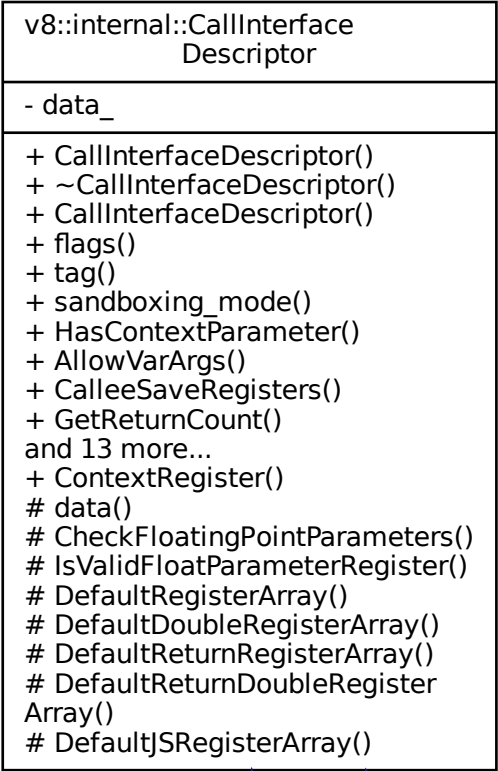 v8::internal::CallInterface
Descriptor
- data_
+ CallInterfaceDescriptor()
+ ~CallInterfaceDescriptor()
+ CallInterfaceDescriptor()
+ flags()
+ tag()
+ sandboxing_mode()
+ HasContextParameter()
+ AllowVarArgs()
+ CalleeSaveRegisters()
+ GetReturnCount()
and 13 more...
+ ContextRegister()
# data()
# CheckFloatingPointParameters()
# IsValidFloatParameterRegister()
# DefaultRegisterArray()
# DefaultDoubleRegisterArray()
# DefaultReturnRegisterArray()
# DefaultReturnDoubleRegister
Array()
# DefaultJSRegisterArray()